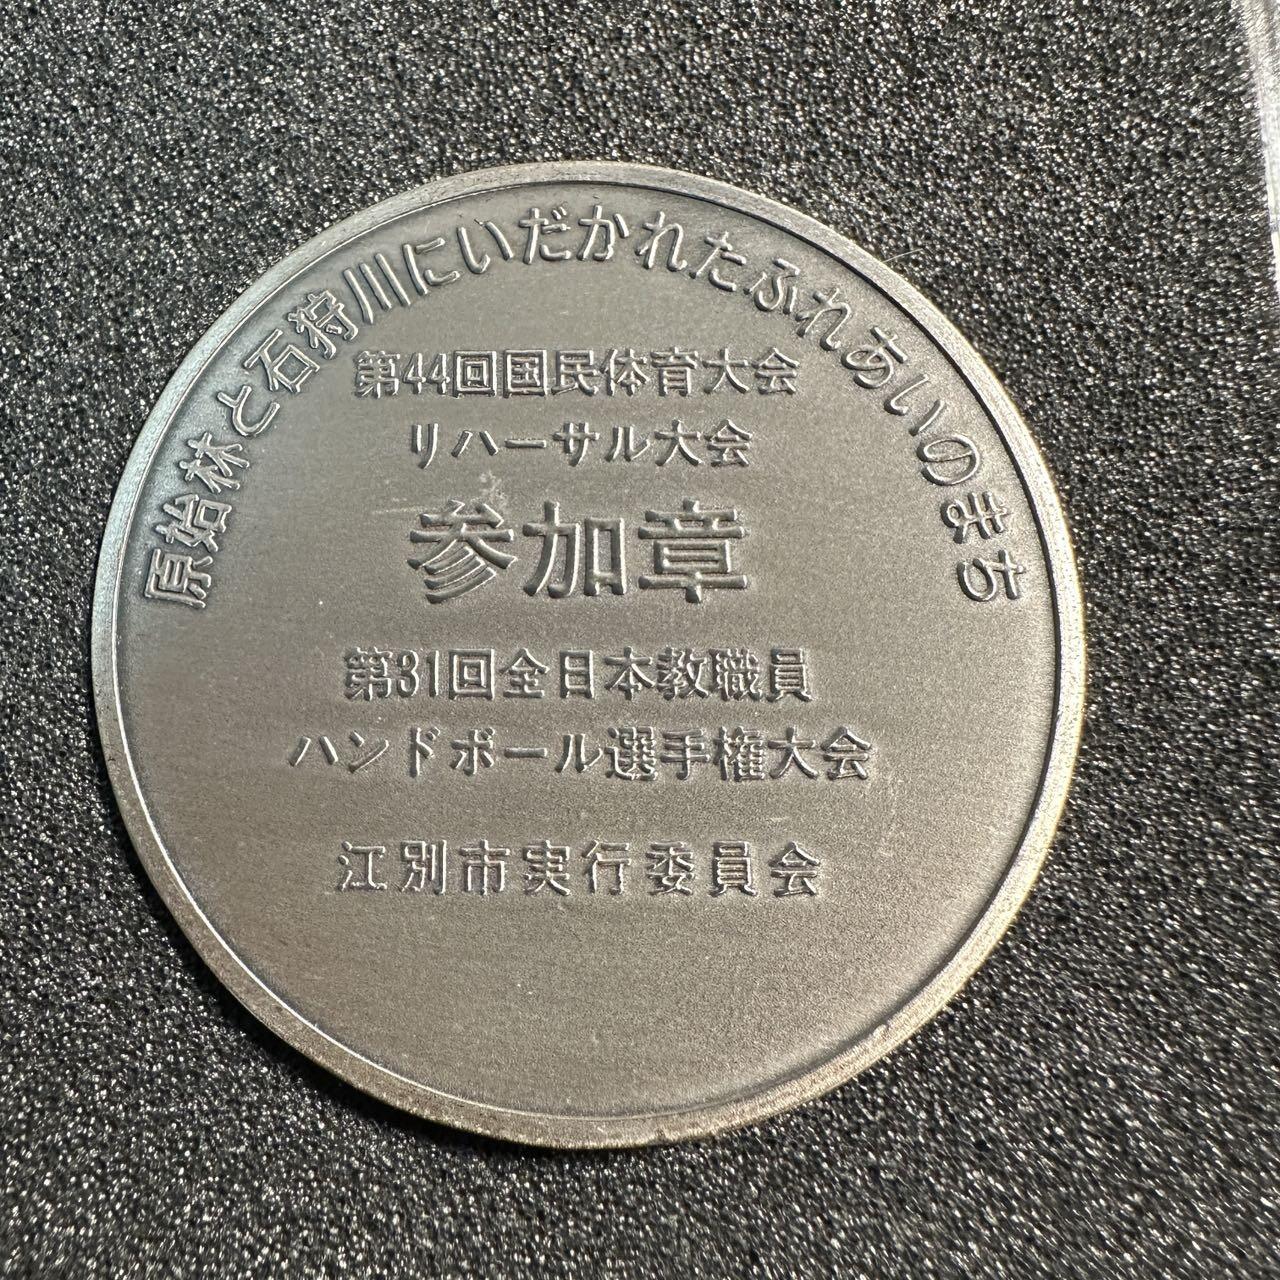 原始林と石狩川にいだかれたふれあいのまち
第44回国民体育大会
リハーサル大会
参加章
第31回全日本教職員
ハンドボール選手権大会
江別市実行委員会